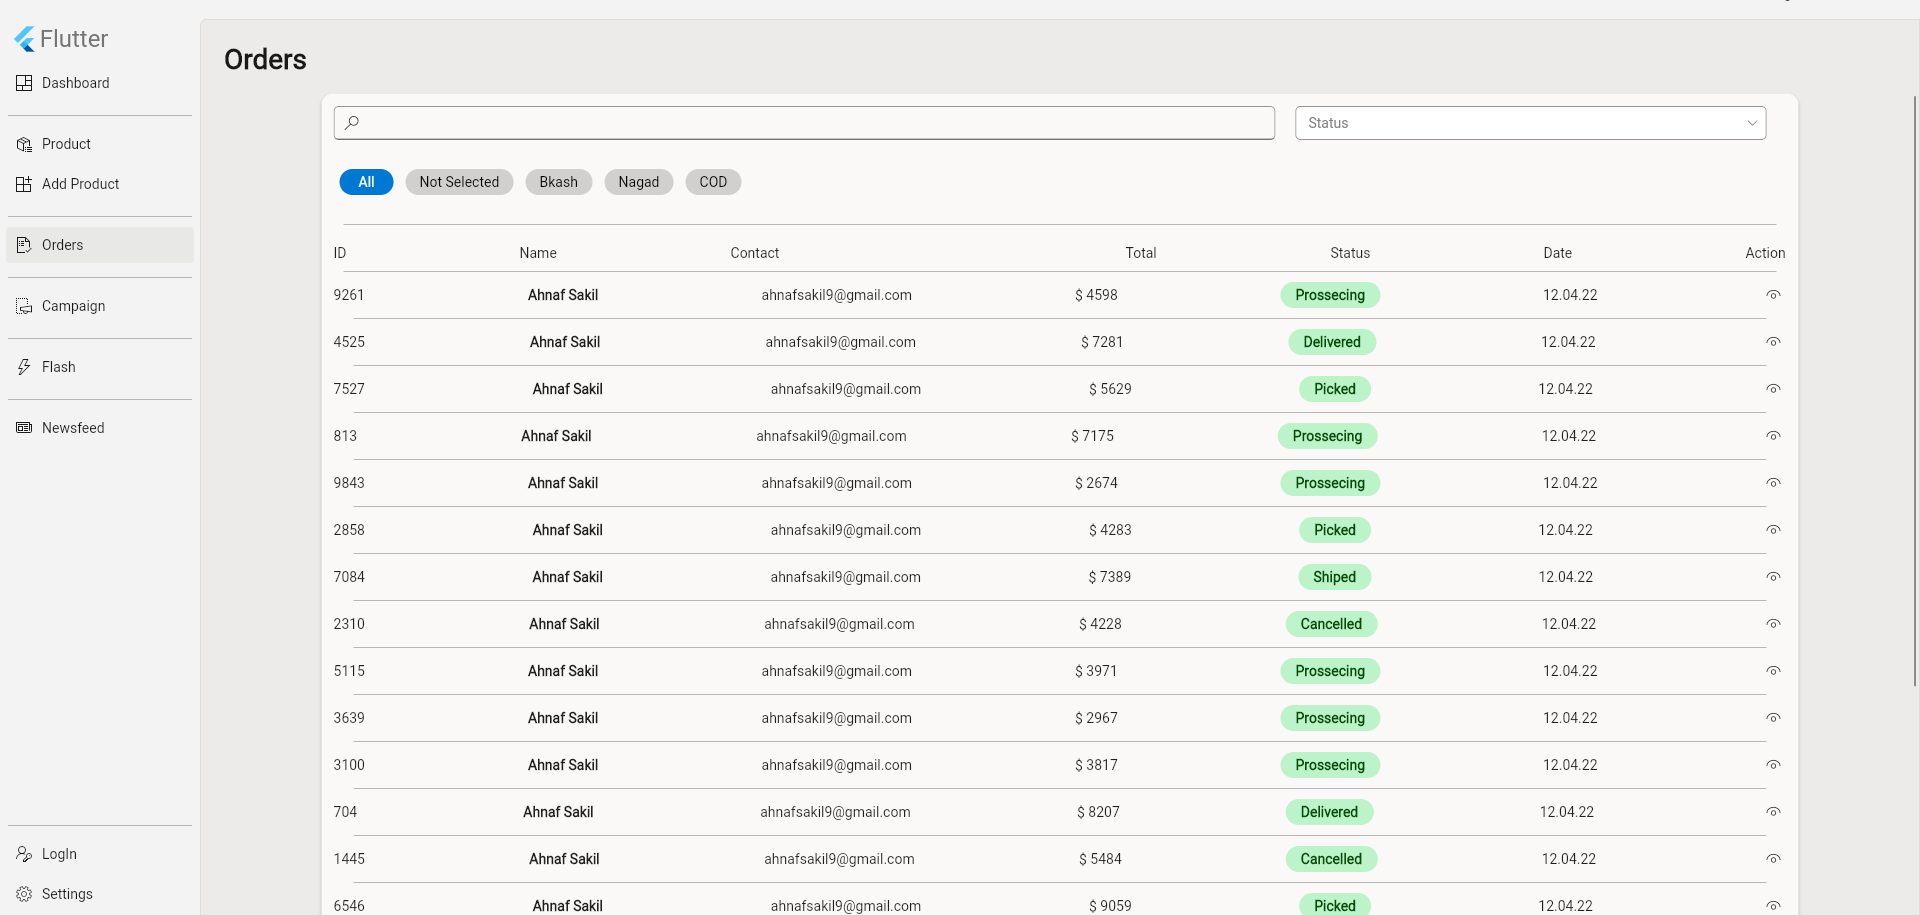 Flutter
Dashboard
Product
Add Product
Orders
Campaign
Flash
Newsfeed
LogIn
Settings
Orders
Status
All Not Selected Bkash Nagad COD
ID Name Contact Total Status Date Action
9261 Ahnaf Sakil ahnafsakil9@gmail.com $ 4598 Prossecing 12.04.22
4525 Ahnaf Sakil ahnafsakil9@gmail.com $ 7281 Delivered 12.04.22
7527 Ahnaf Sakil ahnafsakil9@gmail.com $ 5629 Picked 12.04.22
813 Ahnaf Sakil ahnafsakil9@gmail.com $ 7175 Prossecing 12.04.22
9843 Ahnaf Sakil ahnafsakil9@gmail.com $ 2674 Prossecing 12.04.22
2858 Ahnaf Sakil ahnafsakil9@gmail.com $ 4283 Picked 12.04.22
7084 Ahnaf Sakil ahnafsakil9@gmail.com $ 7389 Shiped 12.04.22
2310 Ahnaf Sakil ahnafsakil9@gmail.com $ 4228 Cancelled 12.04.22
5115 Ahnaf Sakil ahnafsakil9@gmail.com $ 3971 Prossecing 12.04.22
3639 Ahnaf Sakil ahnafsakil9@gmail.com $ 2967 Prossecing 12.04.22
3100 Ahnaf Sakil ahnafsakil9@gmail.com $ 3817 Prossecing 12.04.22
704 Ahnaf Sakil ahnafsakil9@gmail.com $ 8207 Delivered 12.04.22
1445 Ahnaf Sakil ahnafsakil9@gmail.com $ 5484 Cancelled 12.04.22
6546 Ahnaf Sakil ahnafsakil9@gmail.com $ 9059 Picked 12.04.22